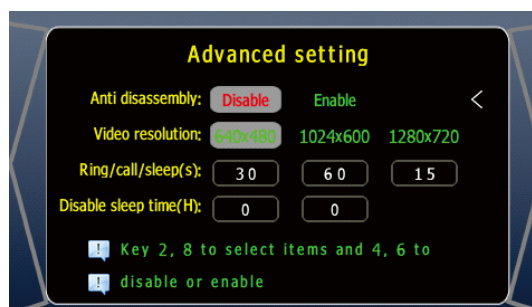 Advanced setting
Anti disassembly: Disable Enable <
Video resolution: 640x480 1024x600 1280x720
Ring/call/sleep(s): 30 60 15
Disable sleep time(H): 0 0
! Key 2, 8 to select items and 4, 6 to
! disable or enable